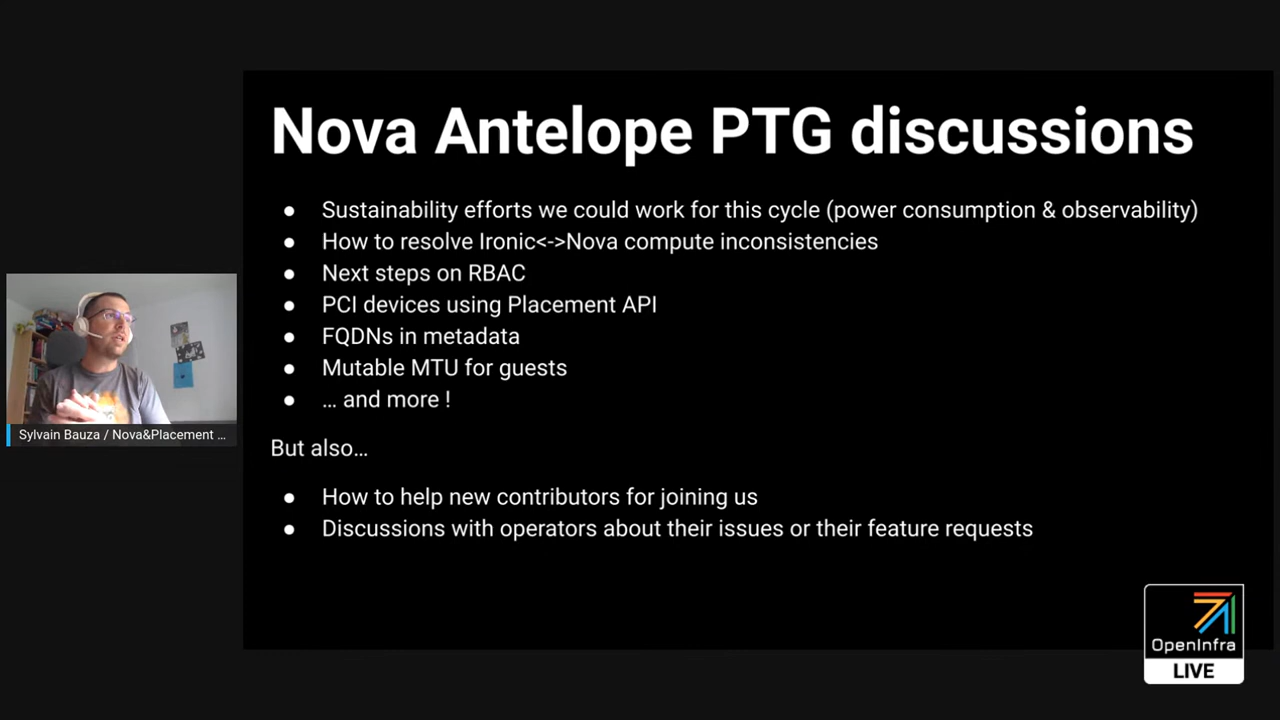 Nova Antelope PTG discussions
● Sustainability efforts we could work for this cycle (power consumption & observability)
● How to resolve Ironic<->Nova compute inconsistencies
● Next steps on RBAC
● PCI devices using Placement API
● FQDNs in metadata
● Mutable MTU for guests
● … and more !
But also…
● How to help new contributors for joining us
● Discussions with operators about their issues or their feature requests
Sylvain Bauza / Nova&Placement ...
OpenInfra
LIVE